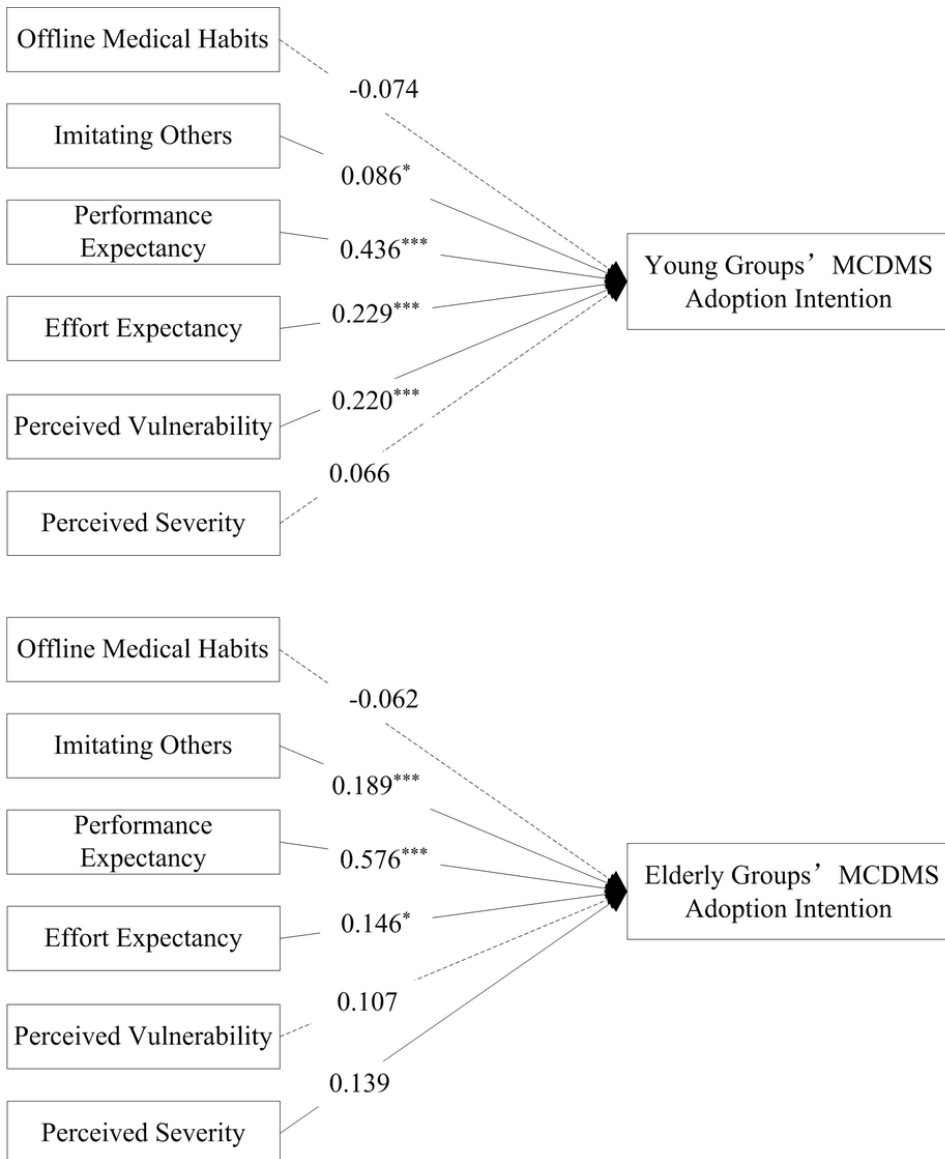 Offline Medical Habits
-0.074
Imitating Others
0.086*
Performance
Expectancy
0.436***
Young Groups’ MCDMS
Adoption Intention
Effort Expectancy
0.229***
Perceived Vulnerability
0.220***
Perceived Severity
0.066
Offline Medical Habits
-0.062
Imitating Others
0.189***
Performance
Expectancy
0.576***
Elderly Groups’ MCDMS
Adoption Intention
Effort Expectancy
0.146*
Perceived Vulnerability
0.107
Perceived Severity
0.139